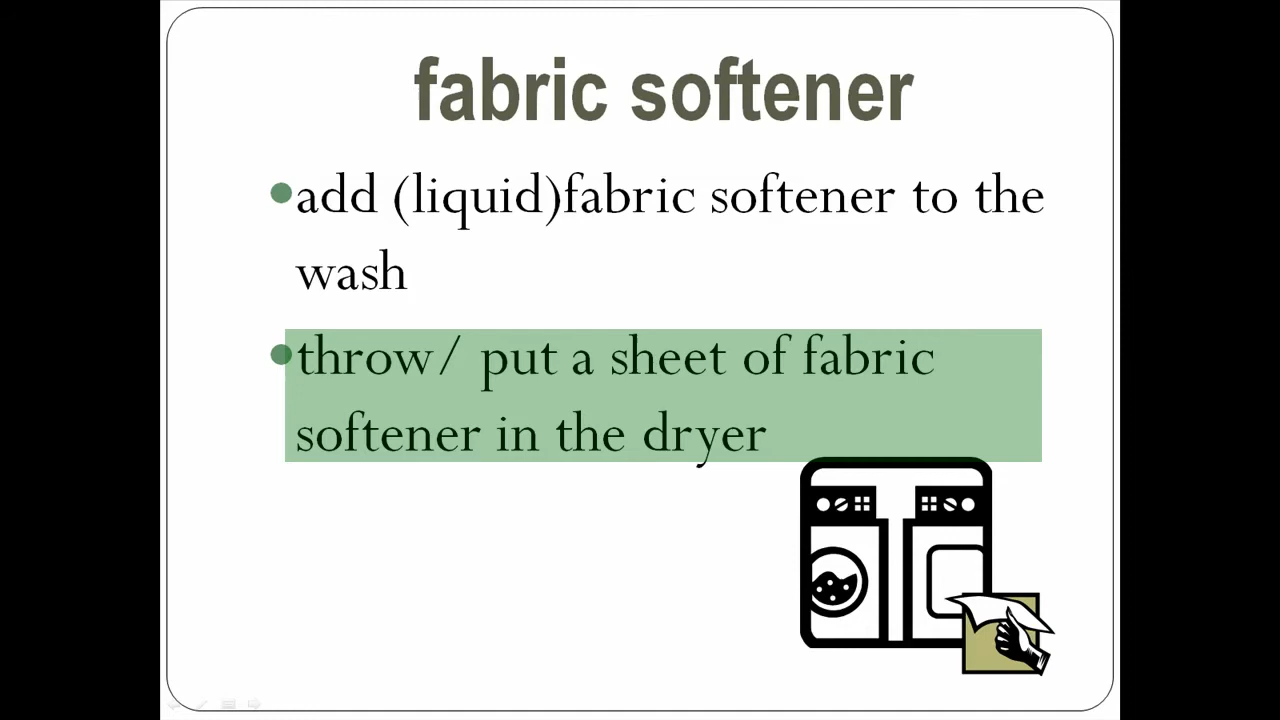 fabric softener
•add (liquid)fabric softener to the
wash
•throw/ put a sheet of fabric
softener in the dryer